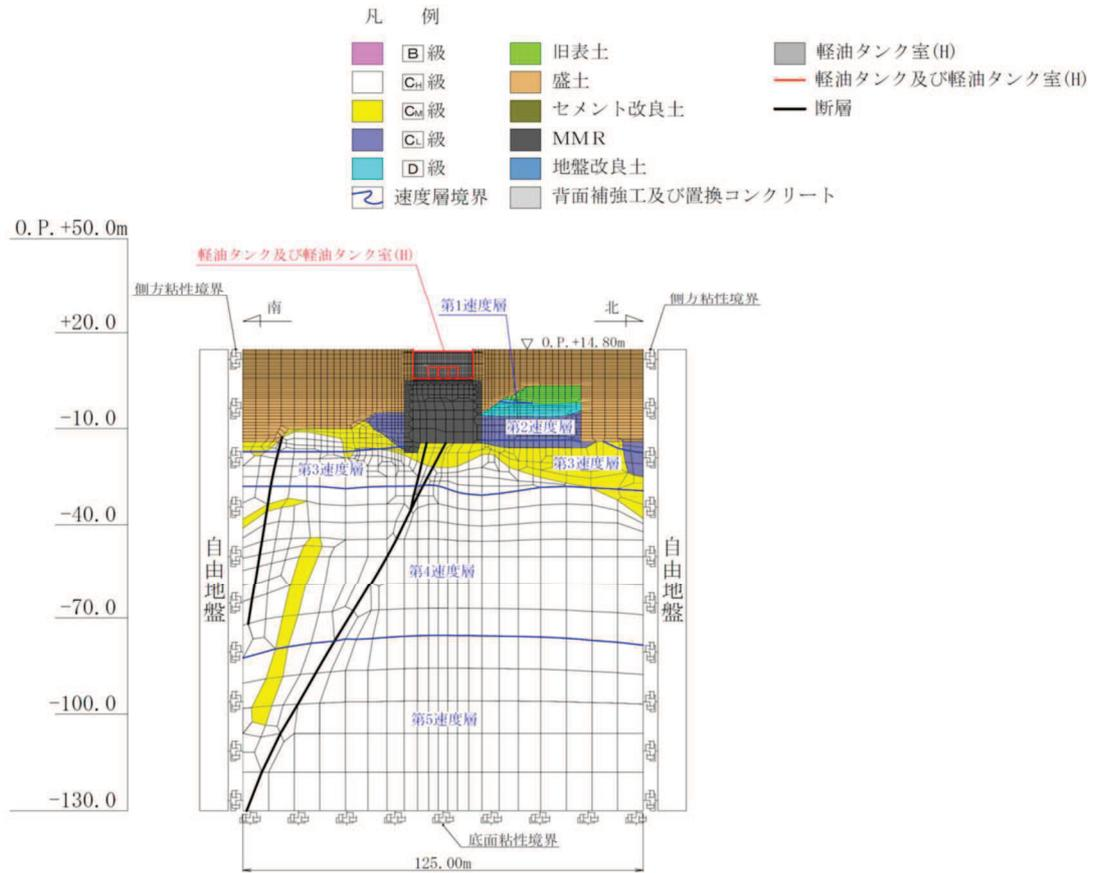 凡 例
B級
CH級
CM級
CL級
D級
速度層境界
旧表土
盛土
セメント改良土
MMR
地盤改良土
背面補強工及び置換コンクリート
軽油タンク室(H)
軽油タンク及び軽油タンク室(H)
断層
O.P.+50.0m
+20.0
-10.0
-40.0
-70.0
-100.0
-130.0
軽油タンク及び軽油タンク室(H)
側方粘性境界
南
第1速度層
北
側方粘性境界
O.P.+14.80m
第2速度層
第3速度層
第3速度層
第4速度層
第5速度層
自由地盤
自由地盤
底面粘性境界
125.00m